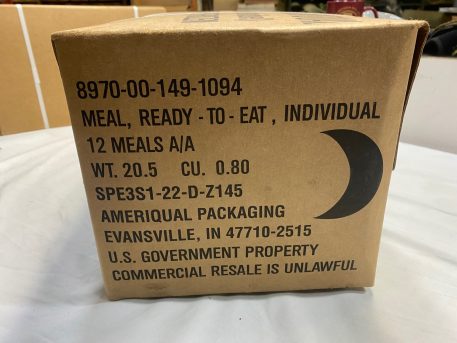 8970-00-149-1094
MEAL, READY - TO - EAT , INDIVIDUAL
12 MEALS A/A
WT. 20.5 CU. 0.80
SPE3S1-22-D-Z145
AMERIQUAL PACKAGING
EVANSVILLE, IN 47710-2515
U.S. GOVERNMENT PROPERTY
COMMERCIAL RESALE IS UNLAWFUL